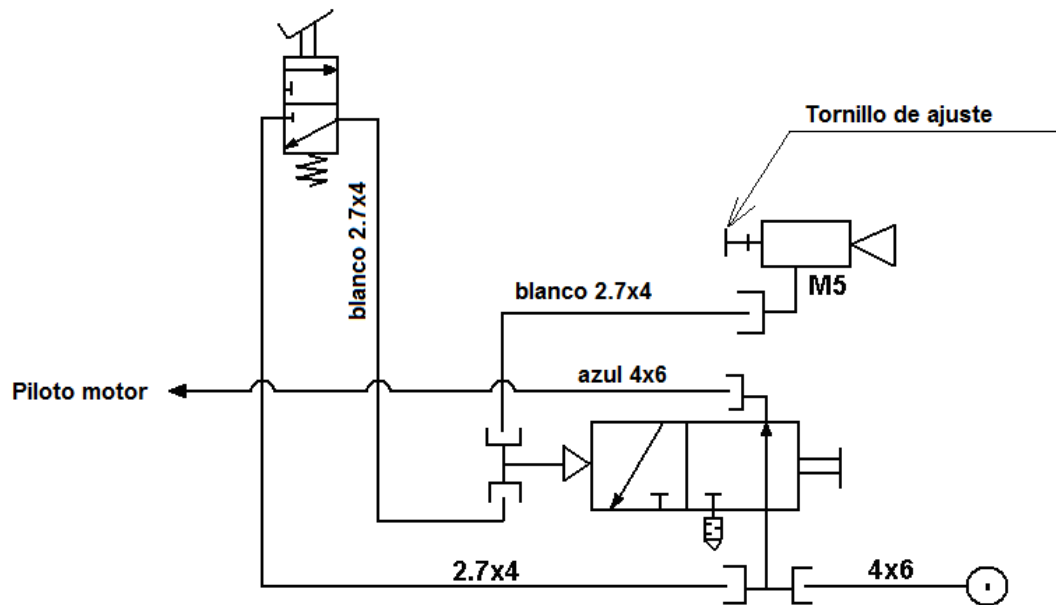 Tornillo de ajuste
blanco 2.7x4
M5
blanco 2.7x4
azul 4x6
Piloto motor
2.7x4
4x6